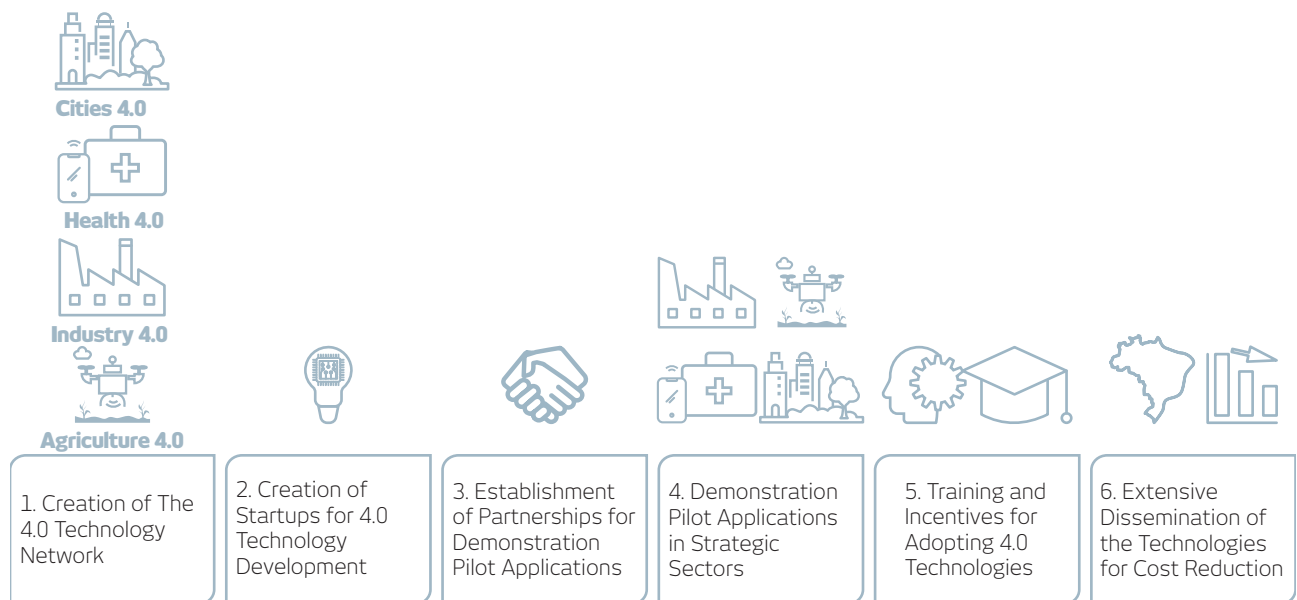 Cities 4.0
Health 4.0
Industry 4.0
Agriculture 4.0
1. Creation of The
4.0 Technology
Network
2. Creation of
Startups for 4.0
Technology
Development
3. Establishment
of Partnerships for
Demonstration
Pilot Applications
4. Demonstration
Pilot Applications
in Strategic
Sectors
5. Training and
Incentives for
Adopting 4.0
Technologies
6. Extensive
Dissemination of
the Technologies
for Cost Reduction